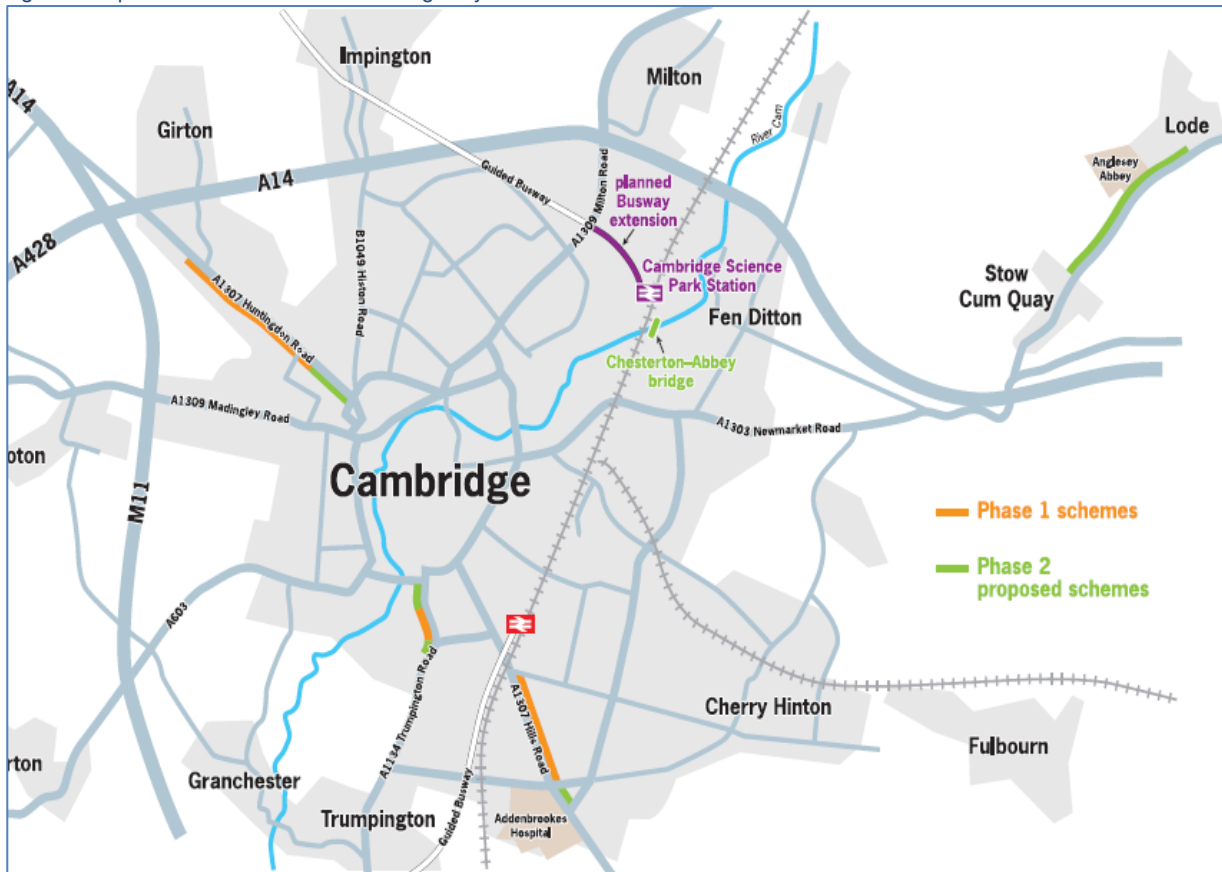 Impington
Milton
A14
Girton
River Cam
Lode
Anglesey
Abbey
Guided Busway
A1309 Milton Road
planned
Busway
extension
A14
A428
B1049 Histon Road
Cambridge Science
Park Station
Stow
Cum Quay
A1307 Huntingdon Road
Fen Ditton
Chesterton–Abbey
bridge
A1309 Madingley Road
A1303 Newmarket Road
oton
Cambridge
M11
Phase 1 schemes
Phase 2
proposed schemes
A603
A1134 Trumpington Road
A1307 Hills Road
Cherry Hinton
Fulbourn
rton
Granchester
Trumpington
Guided Busway
Addenbrookes
Hospital